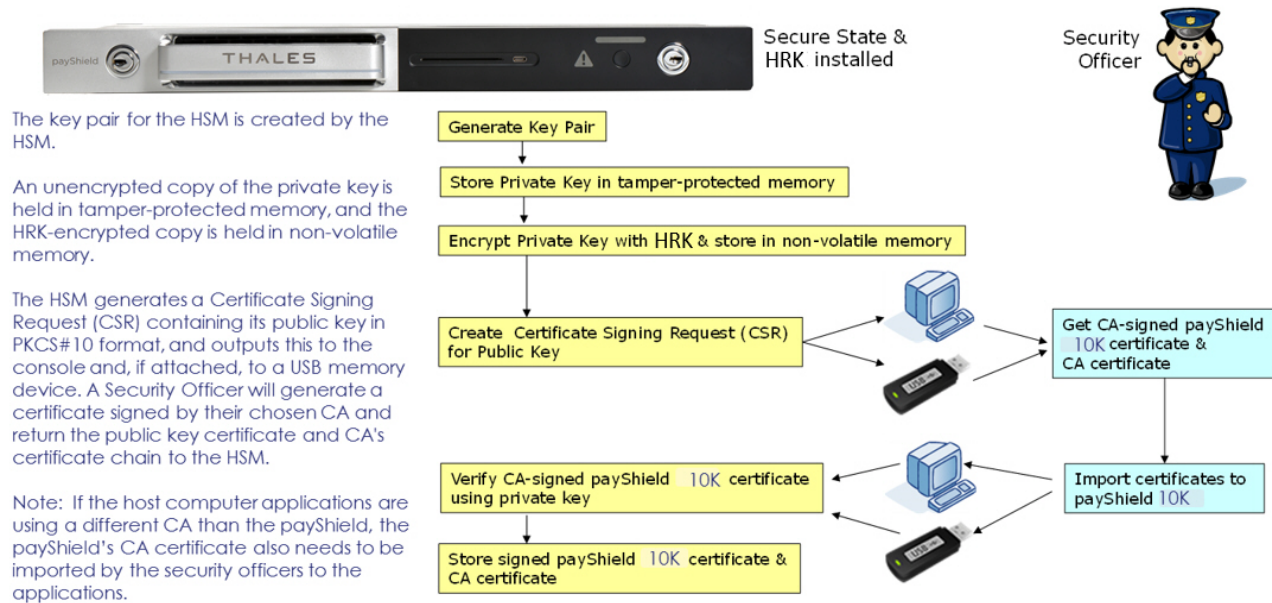 payShield
THALES
Secure State &
HRK installed
Security
Officer
The key pair for the HSM is created by the
HSM.
An unencrypted copy of the private key is
held in tamper-protected memory, and the
HRK-encrypted copy is held in non-volatile
memory.
The HSM generates a Certificate Signing
Request (CSR) containing its public key in
PKCS#10 format, and outputs this to the
console and, if attached, to a USB memory
device. A Security Officer will generate a
certificate signed by their chosen CA and
return the public key certificate and CA's
certificate chain to the HSM.
Note: If the host computer applications are
using a different CA than the payShield, the
payShield's CA certificate also needs to be
imported by the security officers to the
applications.
Generate Key Pair
Store Private Key in tamper-protected memory
Encrypt Private Key with HRK & store in non-volatile memory
Create Certificate Signing Request (CSR)
for Public Key
USB
Get CA-signed payShield
10K certificate &
CA certificate
Import certificates to
payShield 10K
USB
Verify CA-signed payShield 10K certificate
using private key
Store signed payShield 10K certificate &
CA certificate